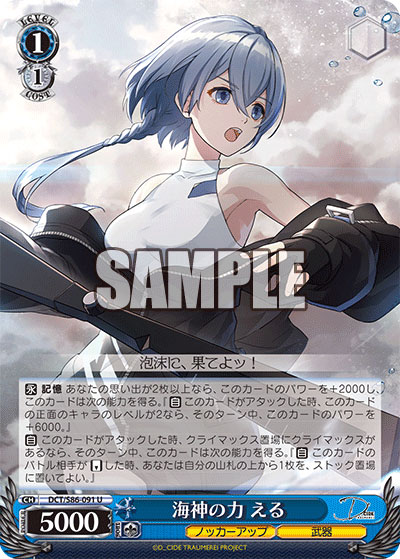 LEVEL
1
1
COST
SAMPLE
泡沫に、果てよッ!
永 記憶 あなたの思い出が2枚以上なら、このカードのパワーを+2000し、
このカードは次の能力を得る。『自 このカードがアタックした時、このカード
の正面のキャラのレベルが2なら、そのターン中、このカードのパワーを
+6000。』
自 このカードがアタックした時、クライマックス置場にクライマックスが
あるなら、そのターン中、このカードは次の能力を得る。『自 このカードの
バトル相手が した時、あなたは自分の山札の上から1枚を、ストック置場
に置いてよい。』
CH DCT/S86-091 U
5000
POWER
海神の力 える
ノッカーアップ 武器
©D_CIDE TRAUMEREI PROJECT